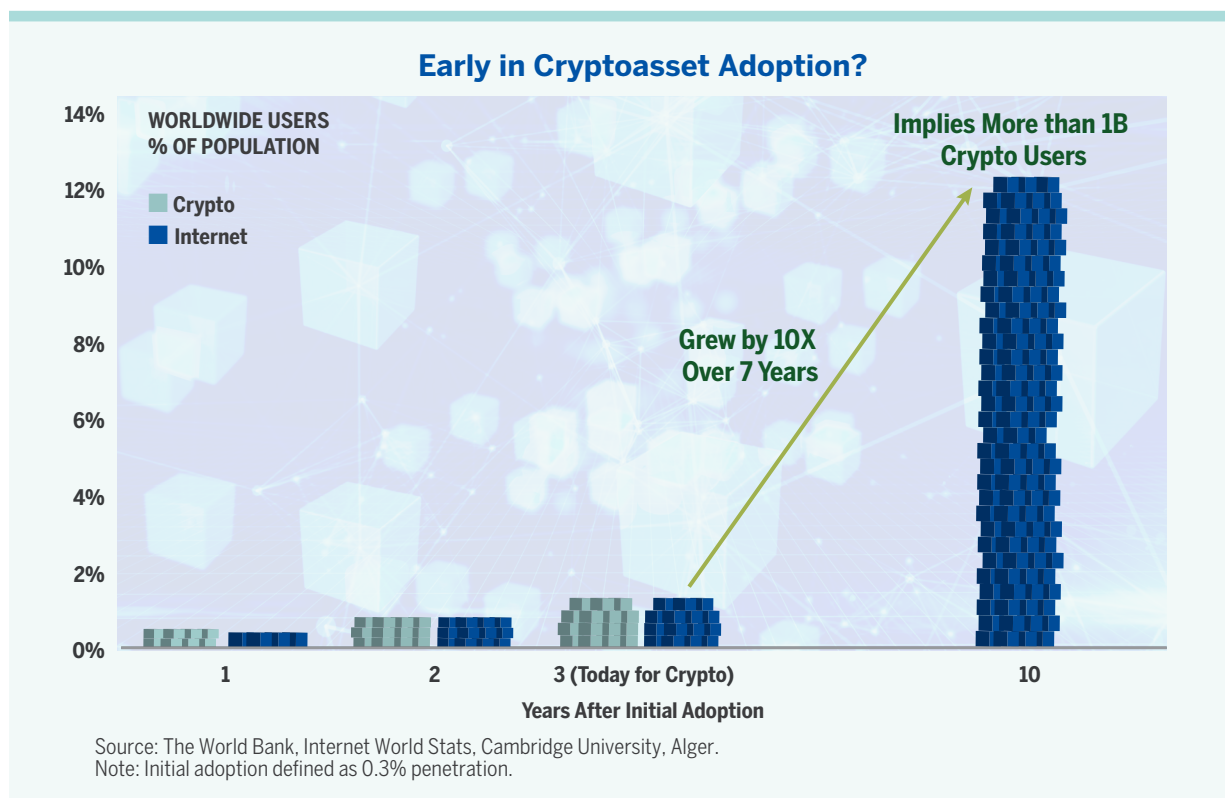 Early in Cryptoasset Adoption?
14%
12%
10%
8%
6%
4%
2%
0%
WORLDWIDE USERS
% OF POPULATION
Crypto
Internet
Implies More than 1B
Crypto Users
Grew by 10X
Over 7 Years
1
2
3 (Today for Crypto)
10
Years After Initial Adoption
Source: The World Bank, Internet World Stats, Cambridge University, Alger.
Note: Initial adoption defined as 0.3% penetration.